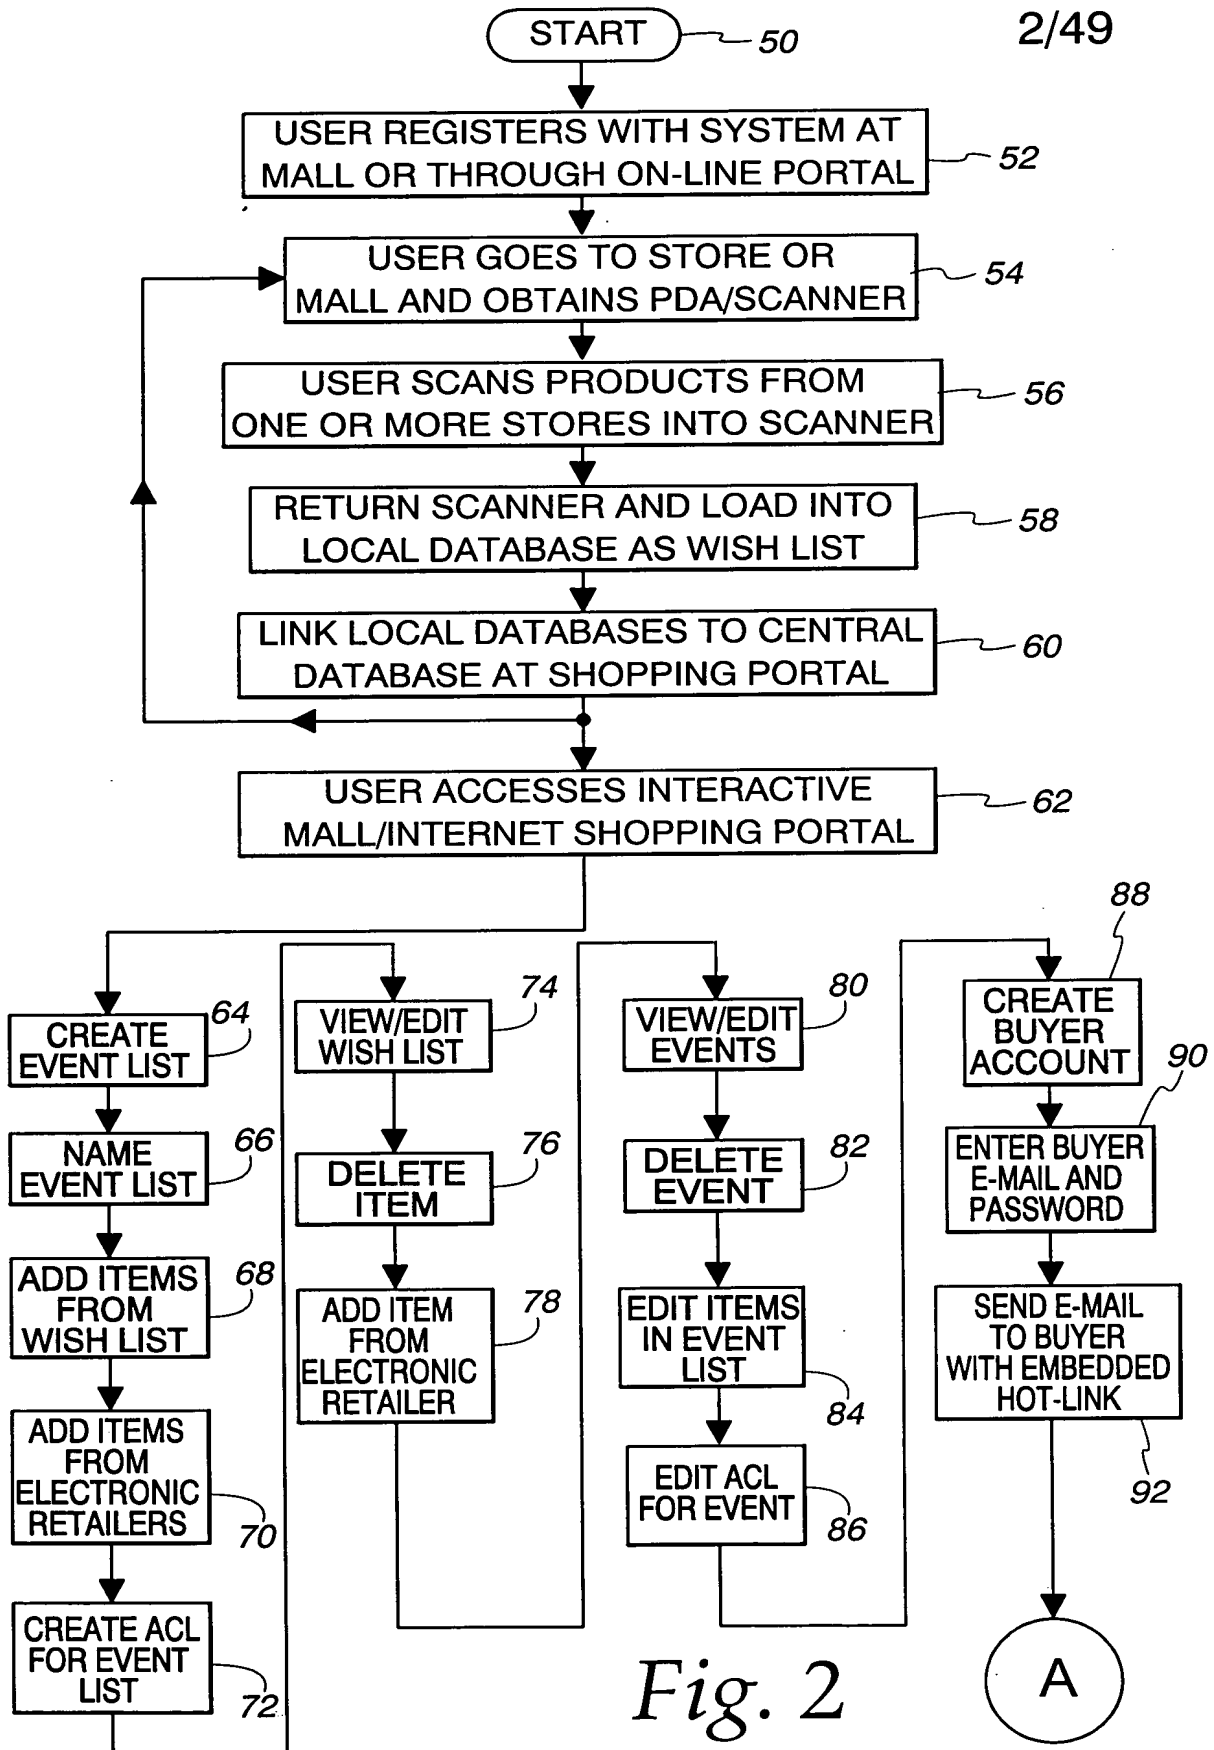 START
50
2/49
USER REGISTERS WITH SYSTEM AT
MALL OR THROUGH ON-LINE PORTAL
52
USER GOES TO STORE OR
MALL AND OBTAINS PDA/SCANNER
54
USER SCANS PRODUCTS FROM
ONE OR MORE STORES INTO SCANNER
56
RETURN SCANNER AND LOAD INTO
LOCAL DATABASE AS WISH LIST
58
LINK LOCAL DATABASES TO CENTRAL
DATABASE AT SHOPPING PORTAL
60
USER ACCESSES INTERACTIVE
MALL/INTERNET SHOPPING PORTAL
62
CREATE
EVENT LIST
64
NAME
EVENT LIST
66
ADD ITEMS
FROM
WISH LIST
68
ADD ITEMS
FROM
ELECTRONIC
RETAILERS
70
CREATE ACL
FOR EVENT
LIST
72
VIEW/EDIT
WISH LIST
74
DELETE
ITEM
76
ADD ITEM
FROM
ELECTRONIC
RETAILER
78
VIEW/EDIT
EVENTS
80
DELETE
EVENT
82
EDIT ITEMS
IN EVENT
LIST
84
EDIT ACL
FOR EVENT
86
88
CREATE
BUYER
ACCOUNT
90
ENTER BUYER
E-MAIL AND
PASSWORD
SEND E-MAIL
TO BUYER
WITH EMBEDDED
HOT-LINK
92
A
Fig. 2